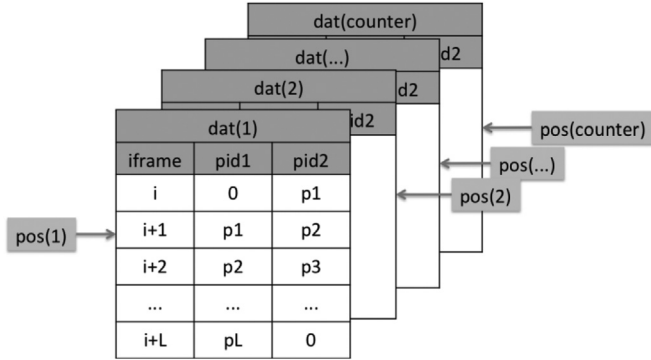 dat(counter)
d2
dat(...)
d2
dat(2)
id2
dat(1)
iframe pid1 pid2
i 0 p1
i+1 p1 p2
i+2 p2 p3
... ... ...
i+L pL 0
pos(1)
pos(counter)
pos(...)
pos(2)